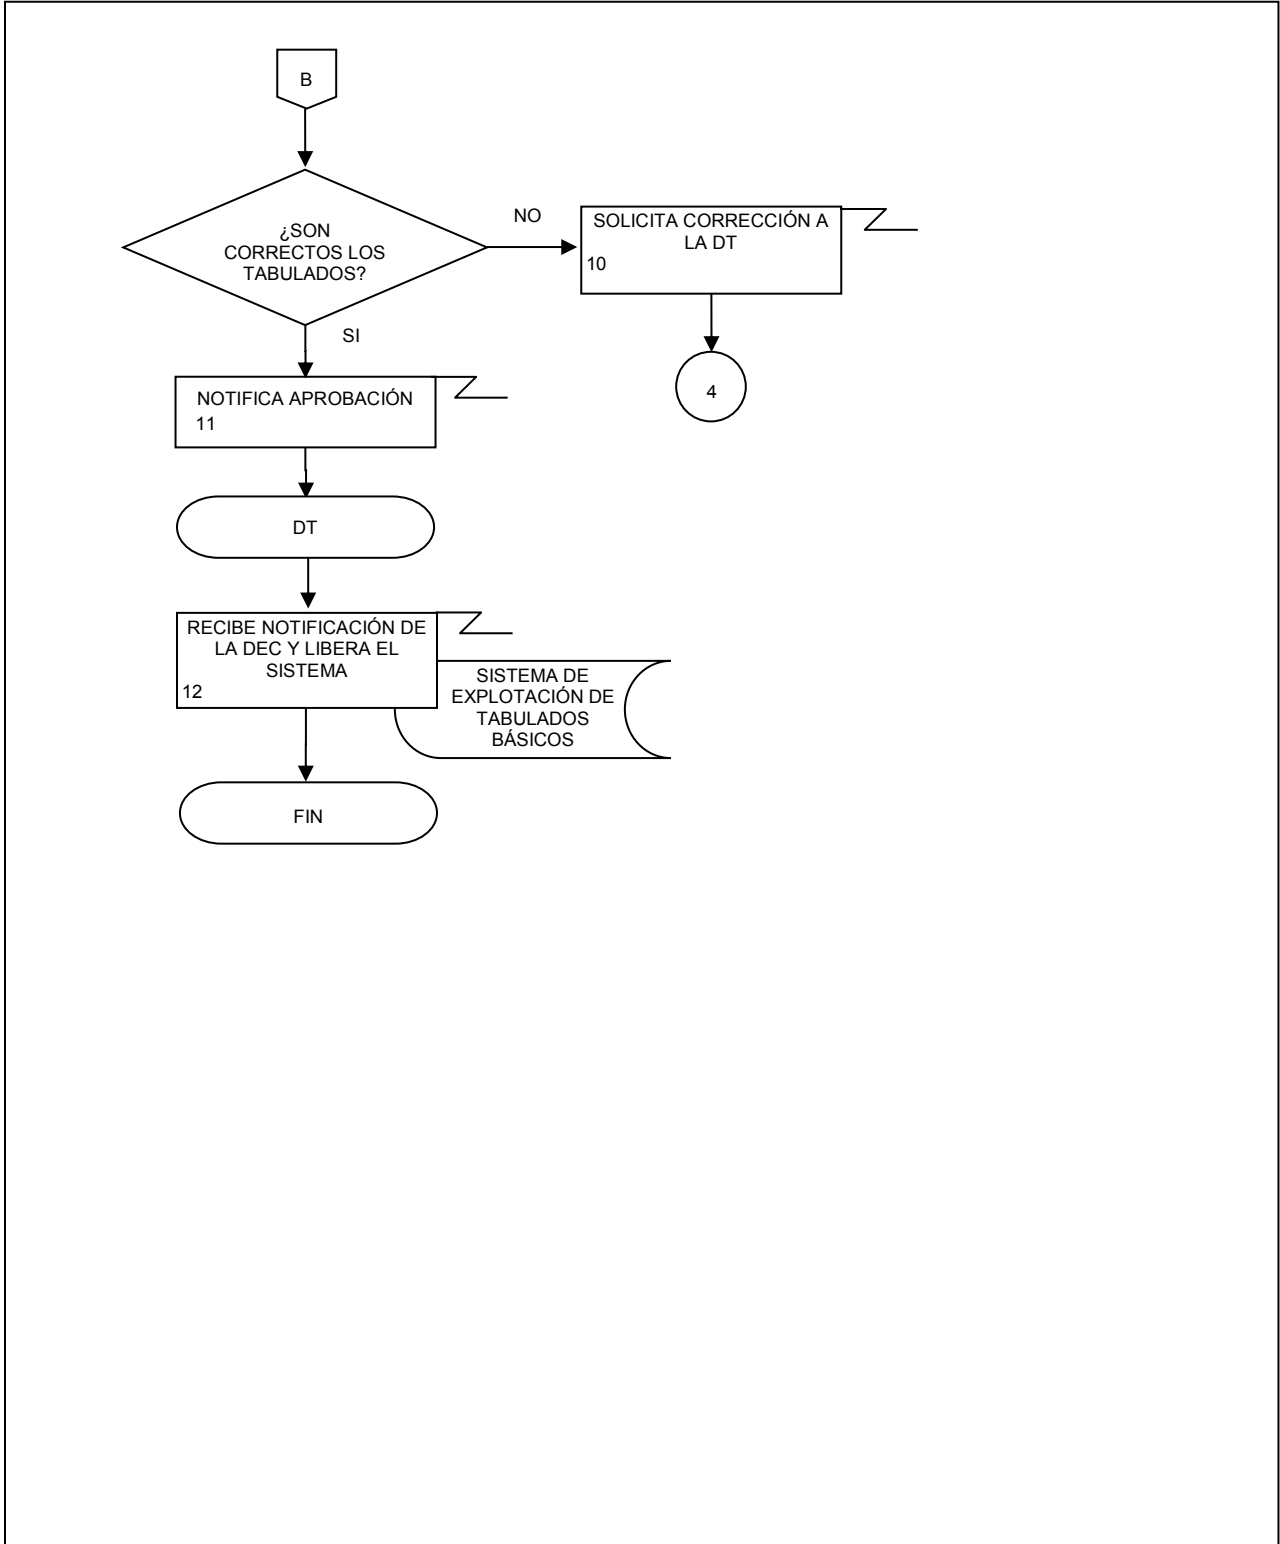 B
¿SON
CORRECTOS LOS
TABULADOS?
NO
SOLICITA CORRECCIÓN A
LA DT
10
4
SI
NOTIFICA APROBACIÓN
11
DT
RECIBE NOTIFICACIÓN DE
LA DEC Y LIBERA EL
SISTEMA
12
SISTEMA DE
EXPLOTACIÓN DE
TABULADOS
BÁSICOS
FIN